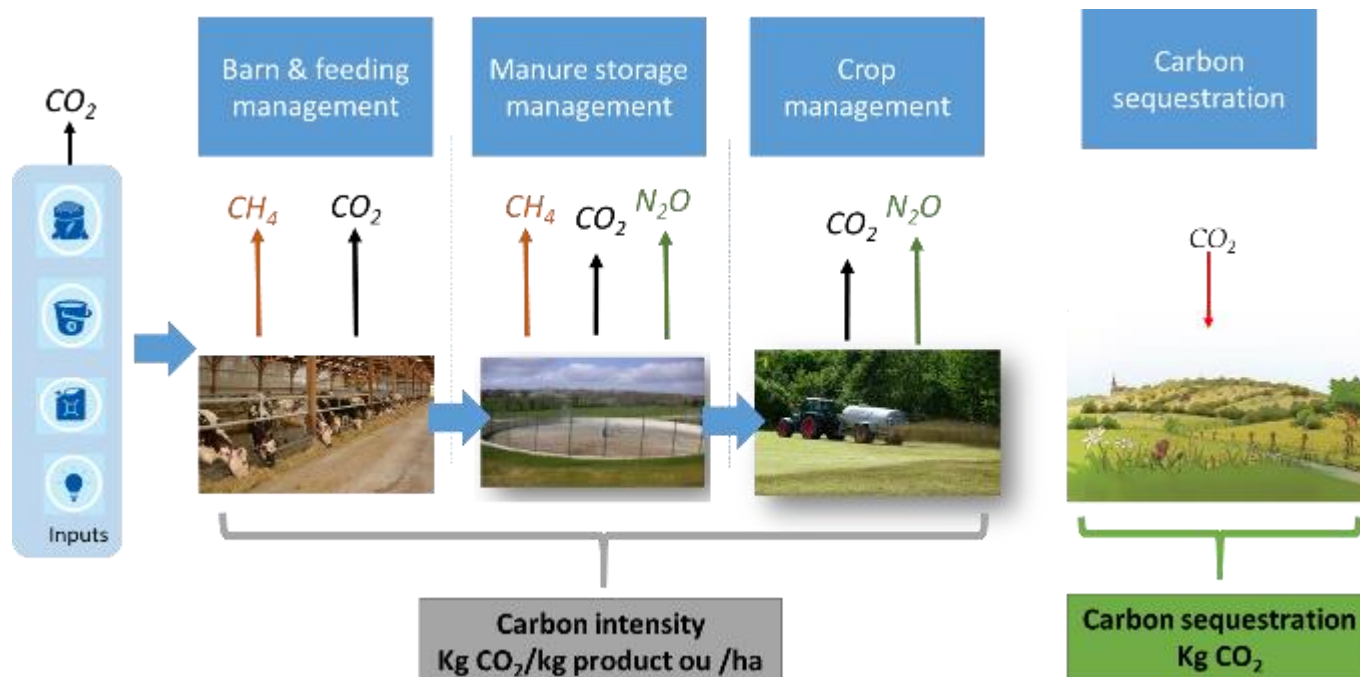 Barn & feeding
management
Manure storage
management
Crop
management
Carbon
sequestration
CO₂
CH₄
CO₂
CH₄
CO₂
N₂O
CO₂
N₂O
CO₂
Inputs
Carbon intensity
Kg CO₂/kg product ou /ha
Carbon sequestration
Kg CO₂